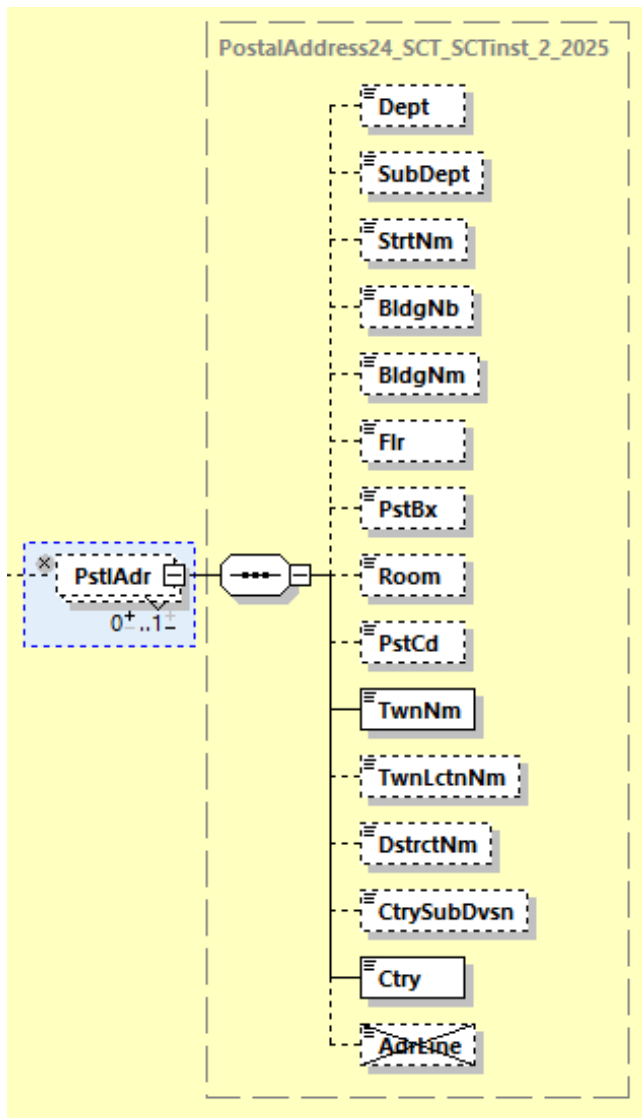 PostalAddress24_SCT_SCTinst_2_2025
Dept
SubDept
StrtNm
BldgNb
BldgNm
Flr
PstBx
PstlAdr
0 ..1
Room
PstCd
TwnNm
TwnLctnNm
DstrctNm
CtrySubDvsn
Ctry
AdrLine